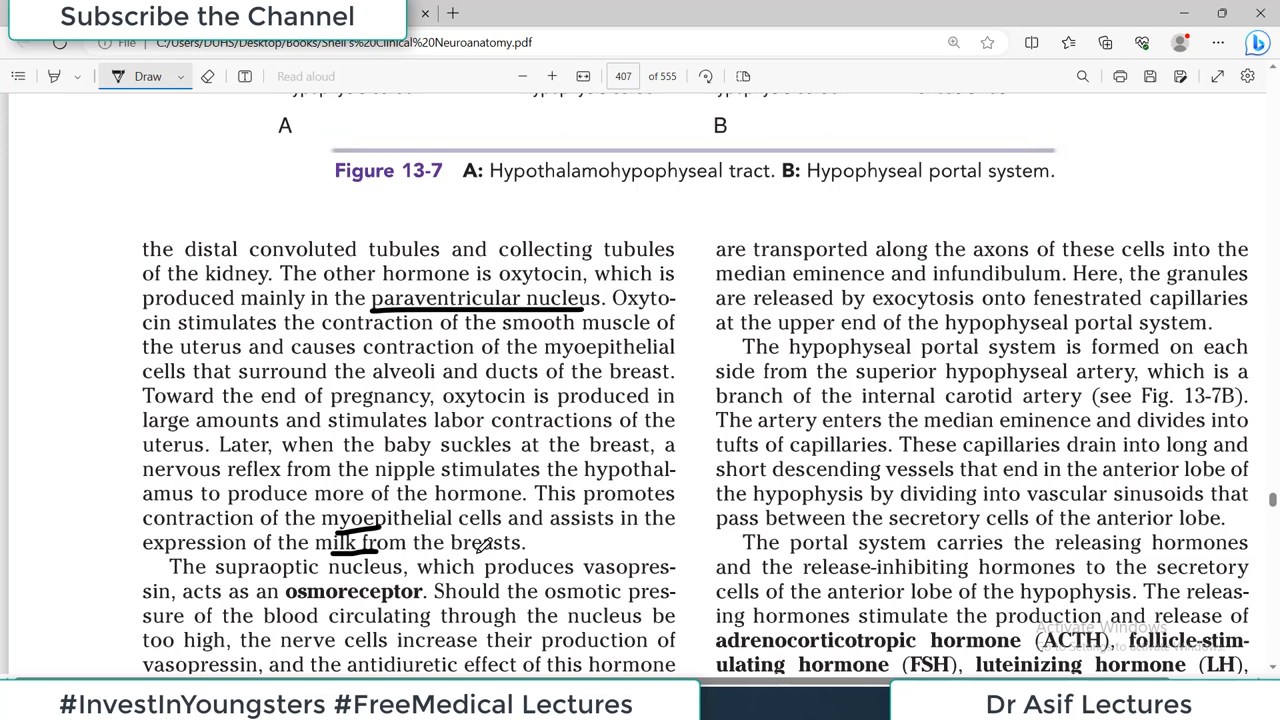 Subscribe the Channel
File
C:/Users/DUHS/Desktop/Books/Snell's%20Clinical%20Neuroanatomy.pdf
Draw
Read aloud
407
of 555
A
B
Figure 13-7 A: Hypothalamohypophyseal tract. B: Hypophyseal portal system.
the distal convoluted tubules and collecting tubules
of the kidney. The other hormone is oxytocin, which is
produced mainly in the paraventricular nucleus. Oxyto-
cin stimulates the contraction of the smooth muscle of
the uterus and causes contraction of the myoepithelial
cells that surround the alveoli and ducts of the breast.
Toward the end of pregnancy, oxytocin is produced in
large amounts and stimulates labor contractions of the
uterus. Later, when the baby suckles at the breast, a
nervous reflex from the nipple stimulates the hypothal-
amus to produce more of the hormone. This promotes
contraction of the myoepithelial cells and assists in the
expression of the milk from the breasts.
The supraoptic nucleus, which produces vasopres-
sin, acts as an osmoreceptor. Should the osmotic pres-
sure of the blood circulating through the nucleus be
too high, the nerve cells increase their production of
vasopressin, and the antidiuretic effect of this hormone
are transported along the axons of these cells into the
median eminence and infundibulum. Here, the granules
are released by exocytosis onto fenestrated capillaries
at the upper end of the hypophyseal portal system.
The hypophyseal portal system is formed on each
side from the superior hypophyseal artery, which is a
branch of the internal carotid artery (see Fig. 13-7B).
The artery enters the median eminence and divides into
tufts of capillaries. These capillaries drain into long and
short descending vessels that end in the anterior lobe of
the hypophysis by dividing into vascular sinusoids that
pass between the secretory cells of the anterior lobe.
The portal system carries the releasing hormones
and the release-inhibiting hormones to the secretory
cells of the anterior lobe of the hypophysis. The releas-
ing hormones stimulate the production and release of
adrenocorticotropic hormone (ACTH), follicle-stim-
ulating hormone (FSH), luteinizing hormone (LH),
Activate Windows
Go to Settings to activate Windows.
#InvestInYoungsters #FreeMedical Lectures
Dr Asif Lectures